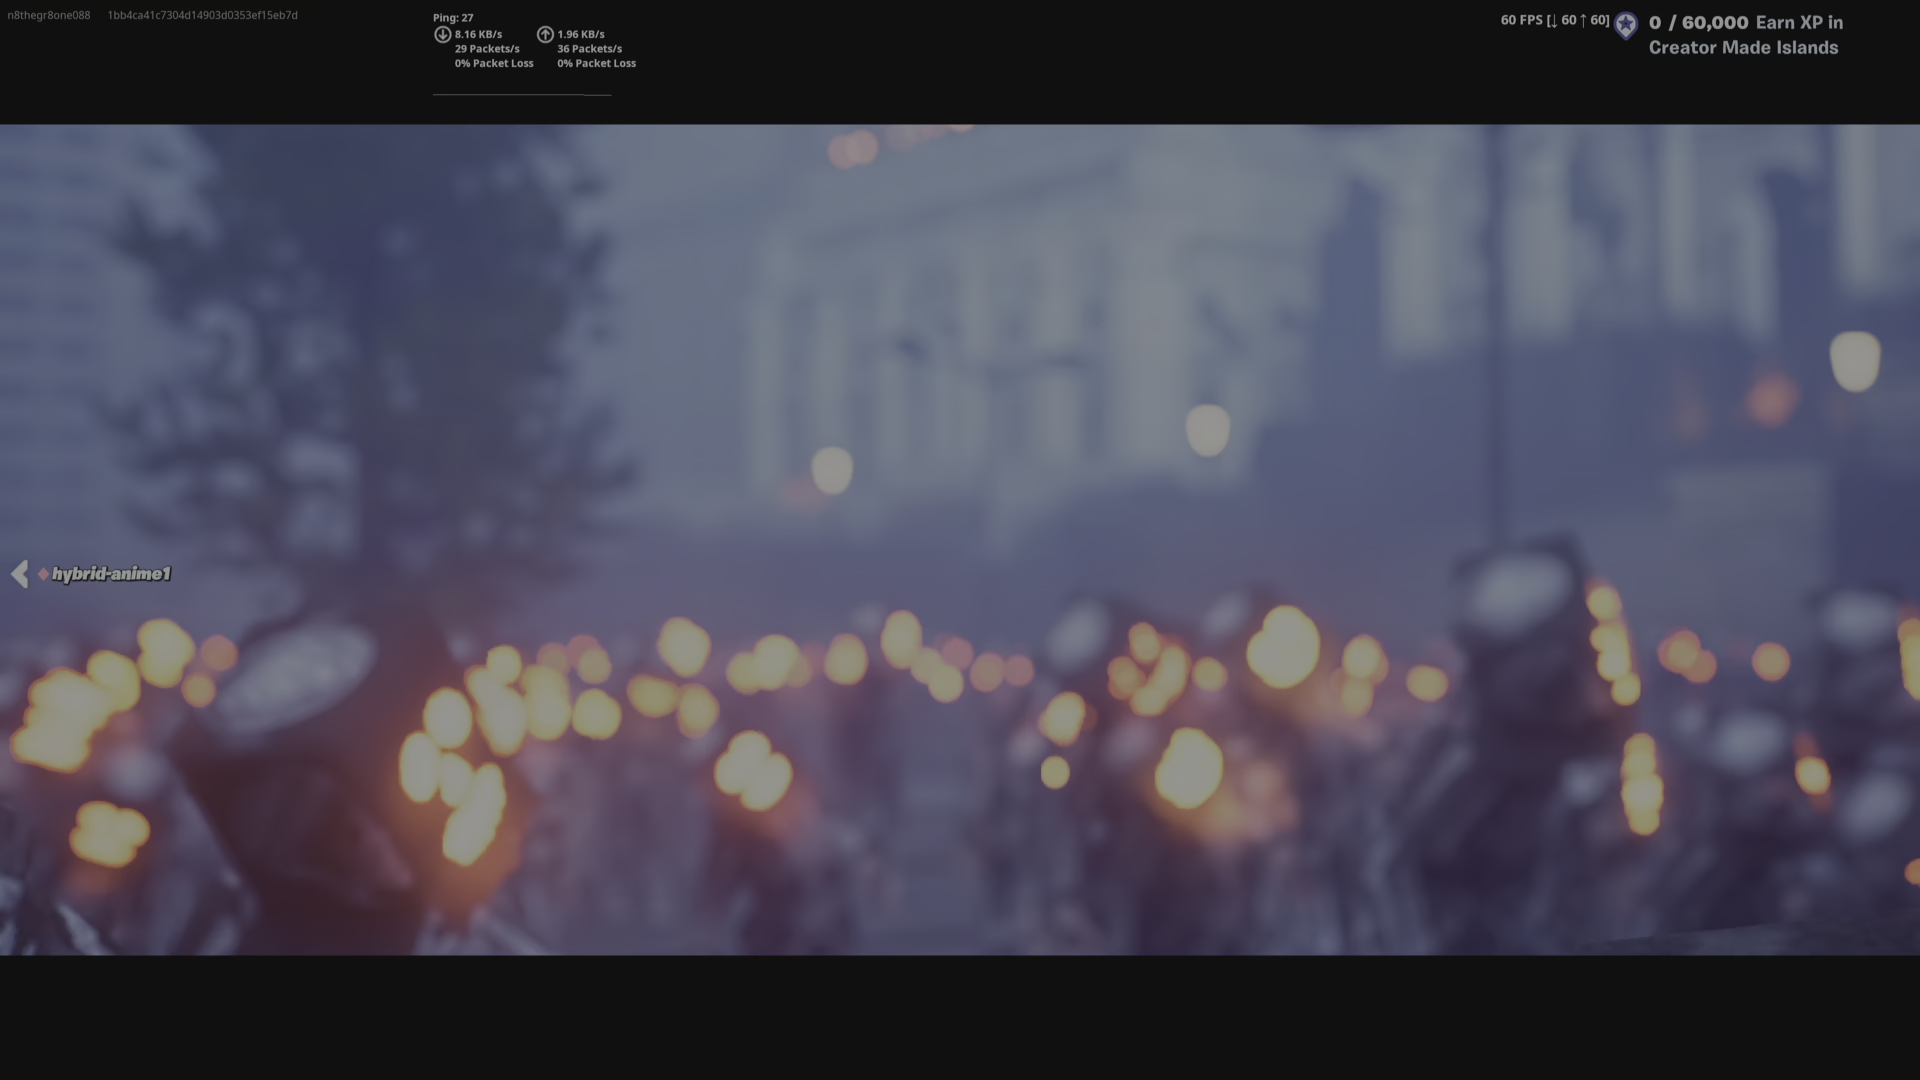 n8thegr8one088 1bb4ca41c7304d14903d0353ef15eb7d
Ping: 27
8.16 KB/s 1.96 KB/s
29 Packets/s 36 Packets/s
0% Packet Loss 0% Packet Loss
60 FPS [↓ 60 ↑ 60]
0 / 60,000 Earn XP in
Creator Made Islands
hybrid-anime1